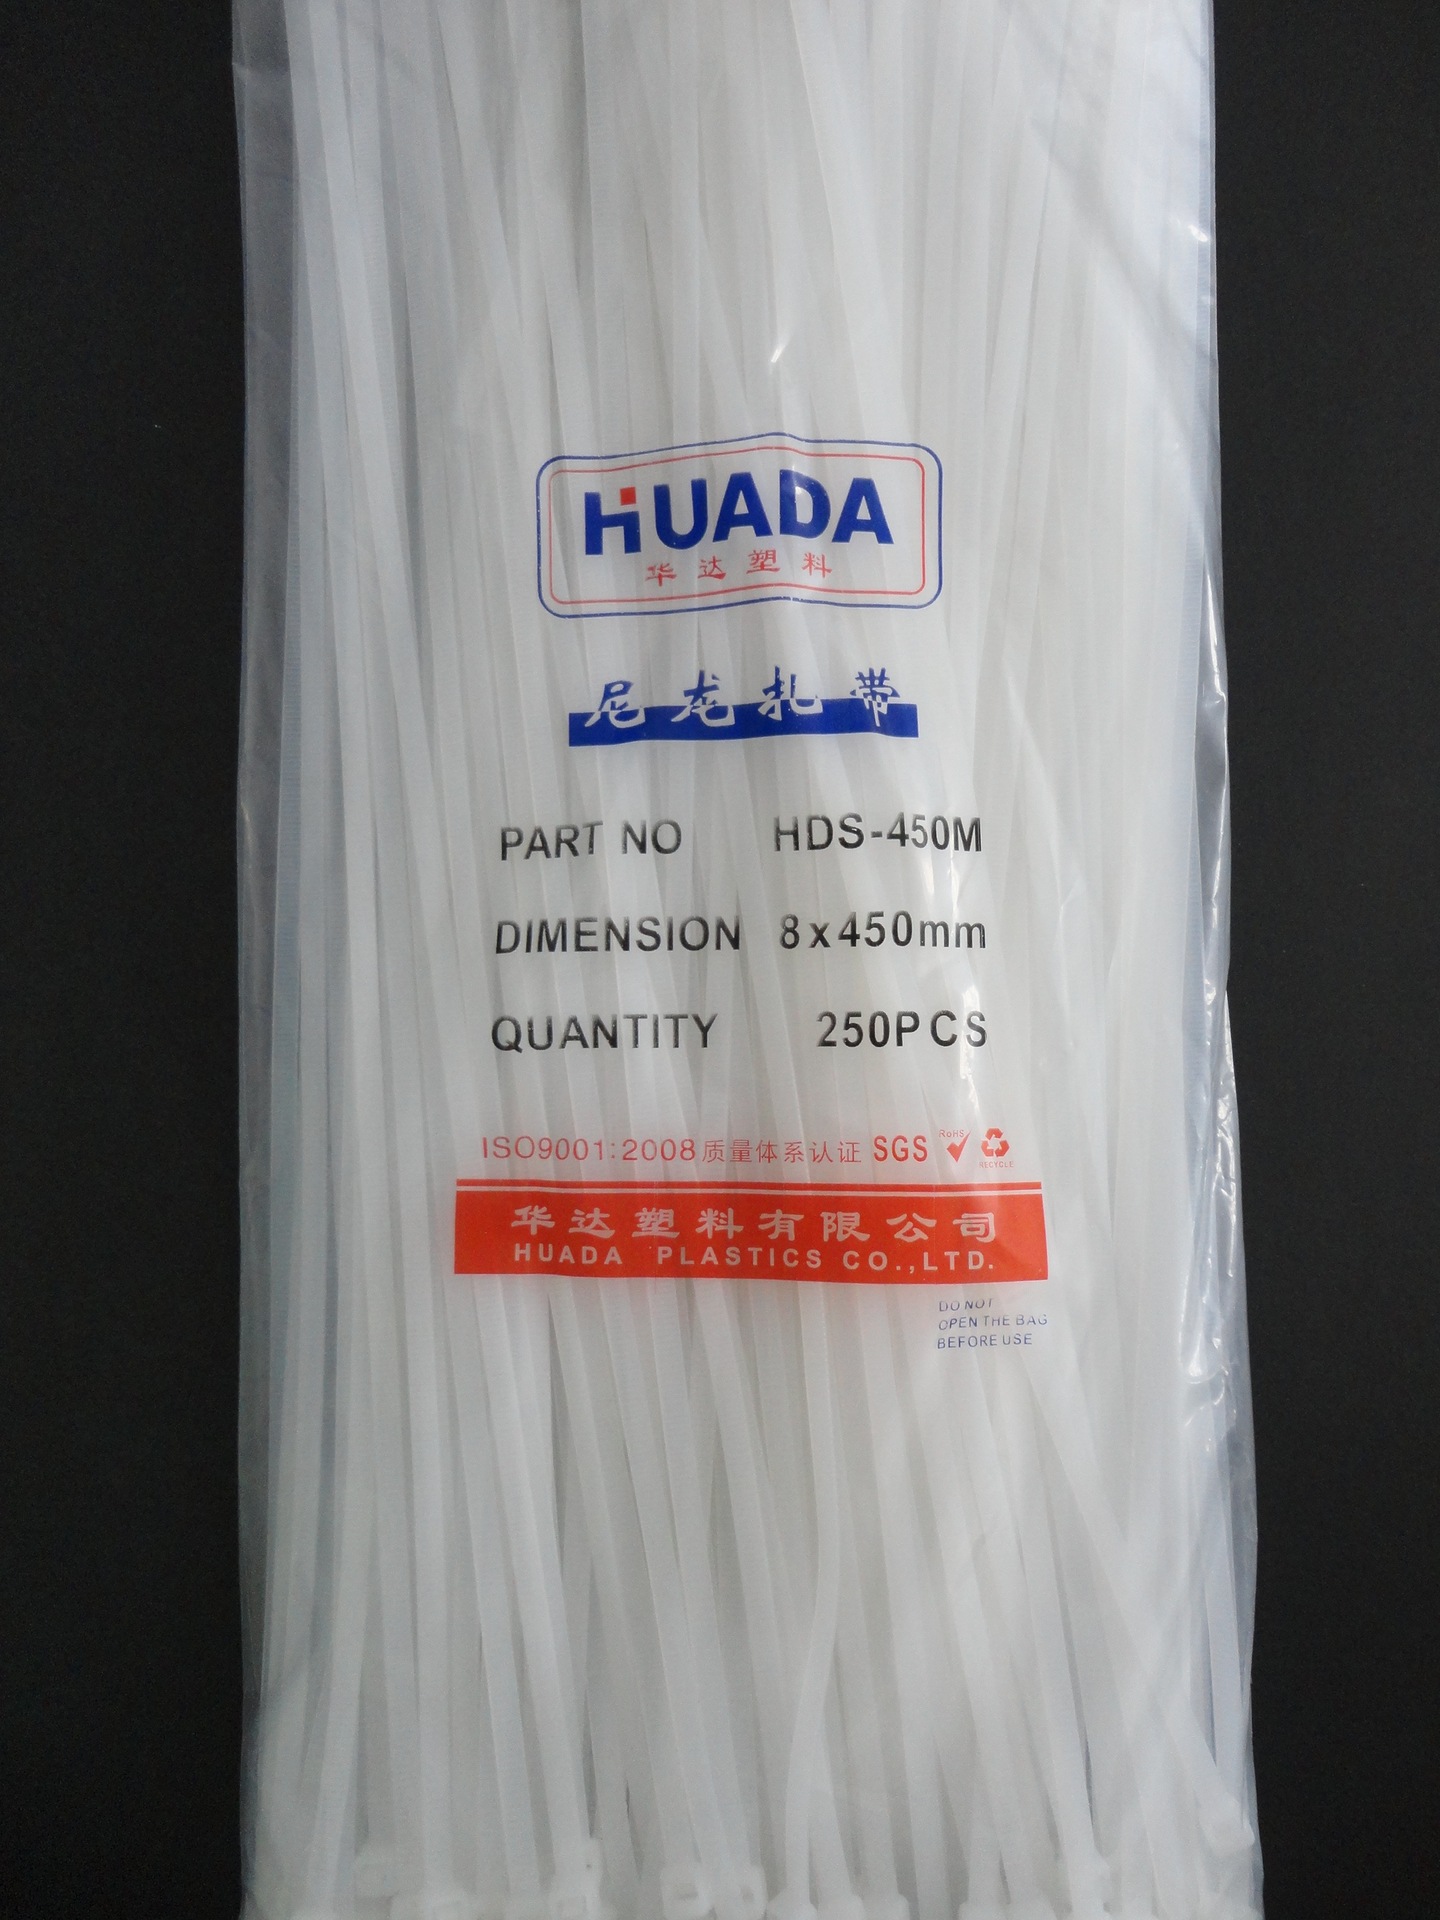 HUADA
华达塑料
尼龙扎带
PART NO HDS-450M
DIMENSION 8x450mm
QUANTITY 250PCS
ISO9001:2008质量体系认证 SGS RoHS RECYCLE
华达塑料有限公司
HUADA PLASTICS CO.,LTD.
DO NOT
OPEN THE BAG
BEFORE USE